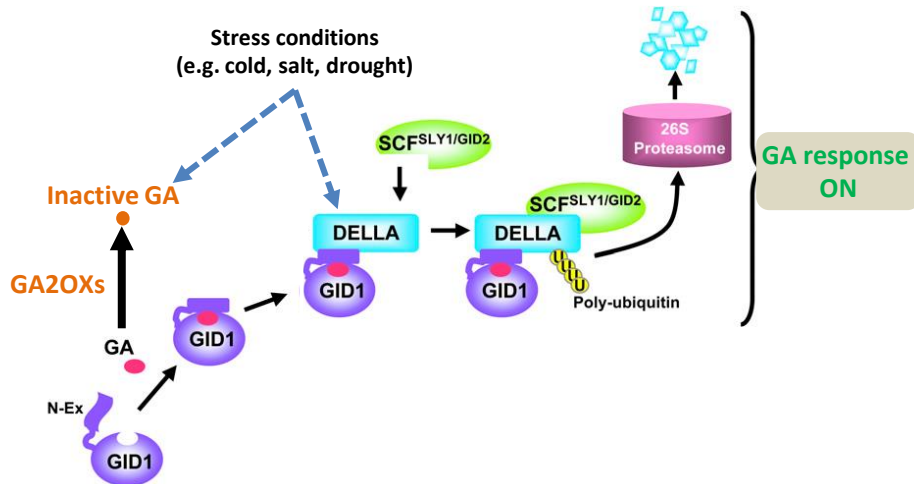 Stress conditions
(e.g. cold, salt, drought)
SCFSLY1/GID2
26S
Proteasome
GA response
ON
Inactive GA
GA2OXs
GA
N-Ex
GID1
GID1
DELLA
GID1
SCFSLY1/GID2
DELLA
GID1
UUUU
Poly-ubiquitin